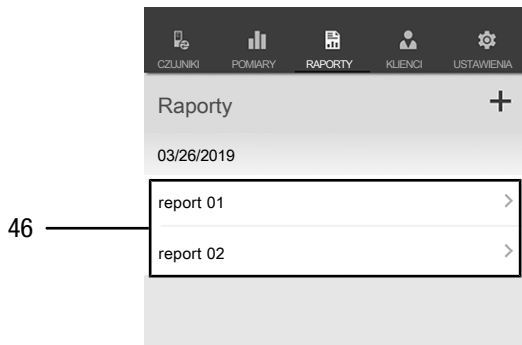 CZUJNIKI POMIARY RAPORTY KLIENCI USTAWIENIA
Raporty +
03/26/2019
report 01 >
46
report 02 >